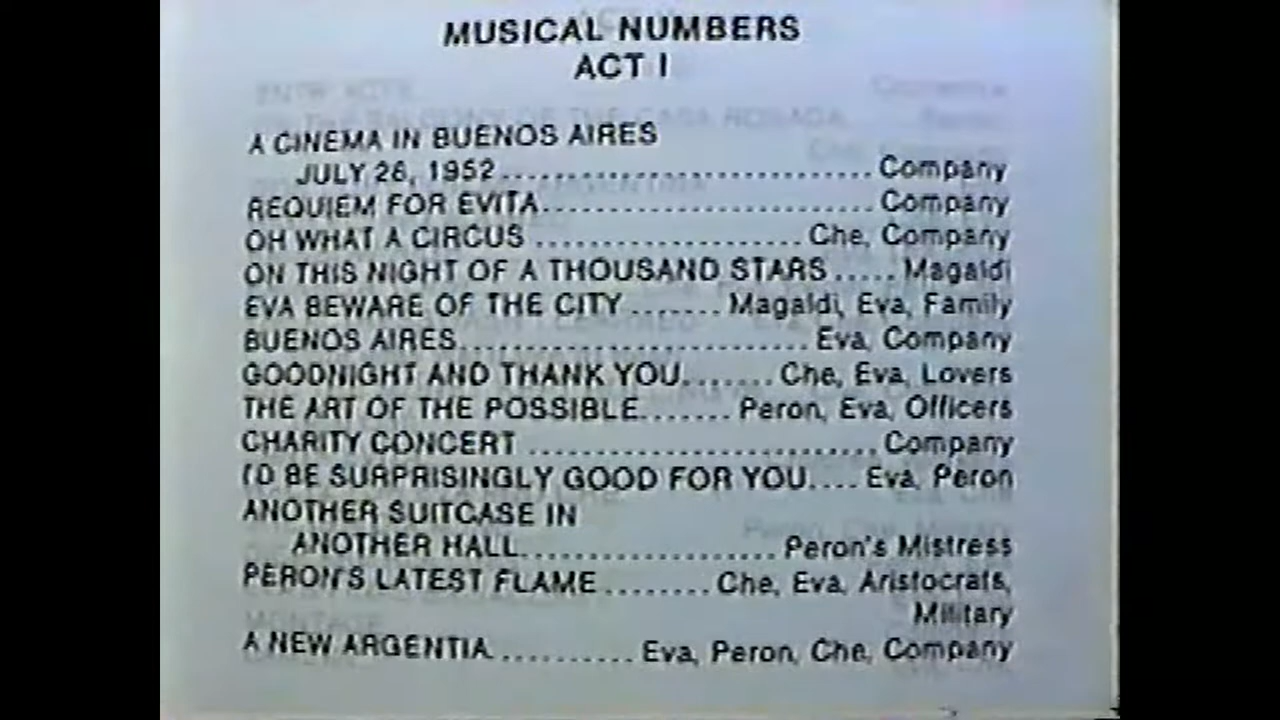 MUSICAL NUMBERS
ACT I
A CINEMA IN BUENOS AIRES
JULY 26, 1952.............................. Company
REQUIEM FOR EVITA........................... Company
OH WHAT A CIRCUS .................... Che, Company
ON THIS NIGHT OF A THOUSAND STARS ..... Magaldi
EVA BEWARE OF THE CITY ....... Magaldi, Eva, Family
BUENOS AIRES........................... Eva, Company
GOODNIGHT AND THANK YOU....... Che, Eva, Lovers
THE ART OF THE POSSIBLE....... Peron, Eva, Officers
CHARITY CONCERT ........................... Company
I'D BE SURPRISINGLY GOOD FOR YOU.... Eva, Peron
ANOTHER SUITCASE IN
ANOTHER HALL.................... Peron's Mistress
PERON'S LATEST FLAME ........ Che, Eva, Aristocrats,
Military
A NEW ARGENTIA........... Eva, Peron, Che, Company